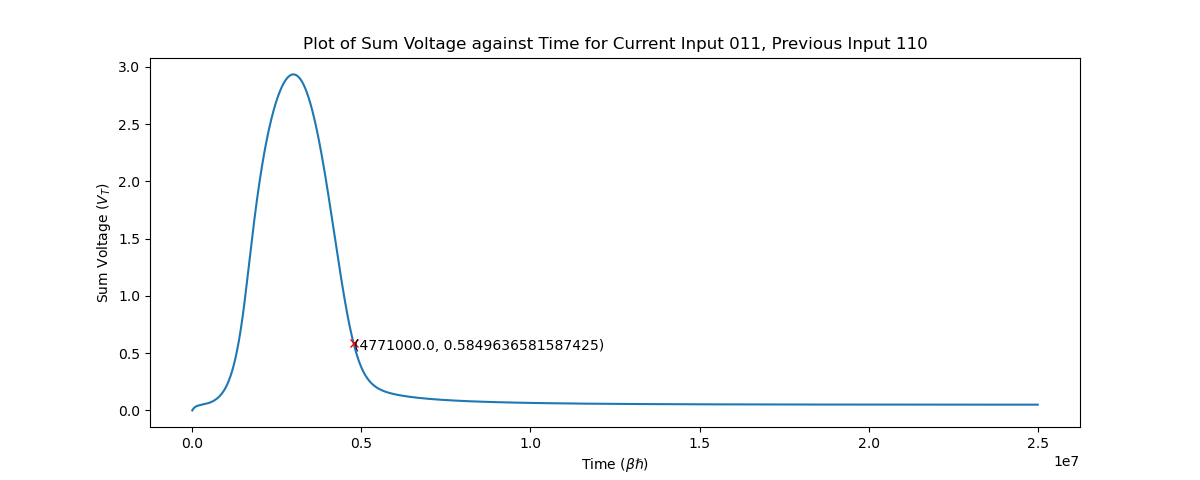 Plot of Sum Voltage against Time for Current Input 011, Previous Input 110
3.0
2.5
2.0
1.5
1.0
0.5
0.0
Sum Voltage (V_T)
(4771000.0, 0.5849636581587425)
0.0 0.5 1.0 1.5 2.0 2.5
1e7
Time (βℏ)